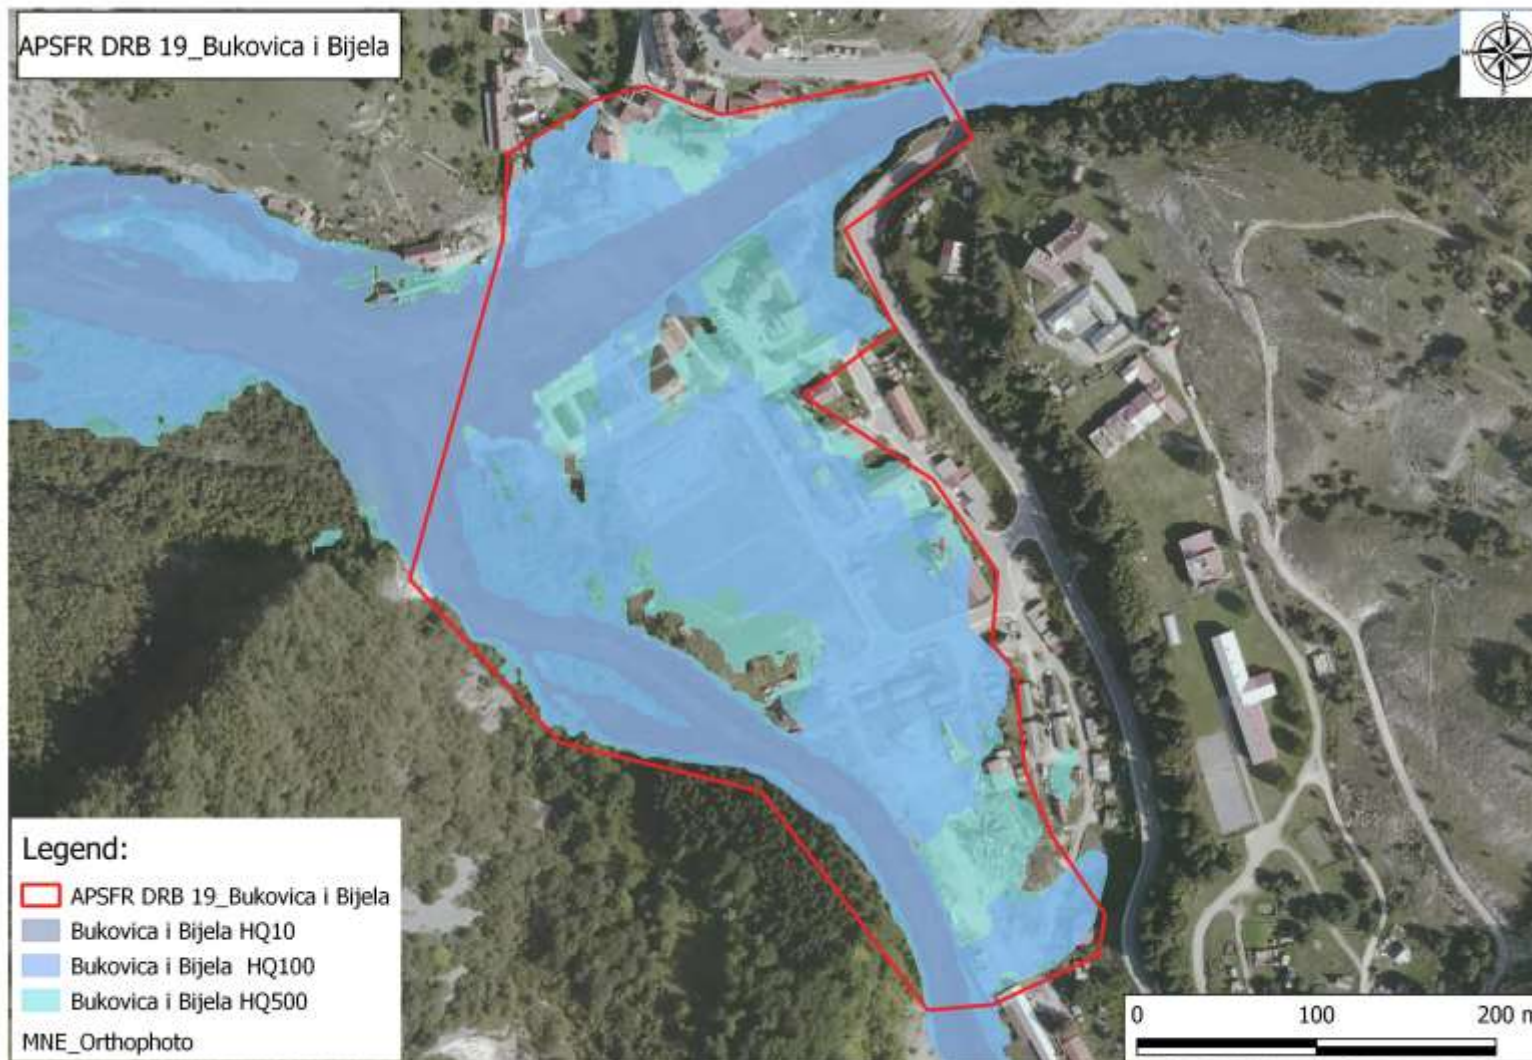 APSFR DRB 19_Bukovica i Bijela
N
Legend:
APSFR DRB 19_Bukovica i Bijela
Bukovica i Bijela HQ10
Bukovica i Bijela HQ100
Bukovica i Bijela HQ500
MNE_Orthophoto
0 100 200 m